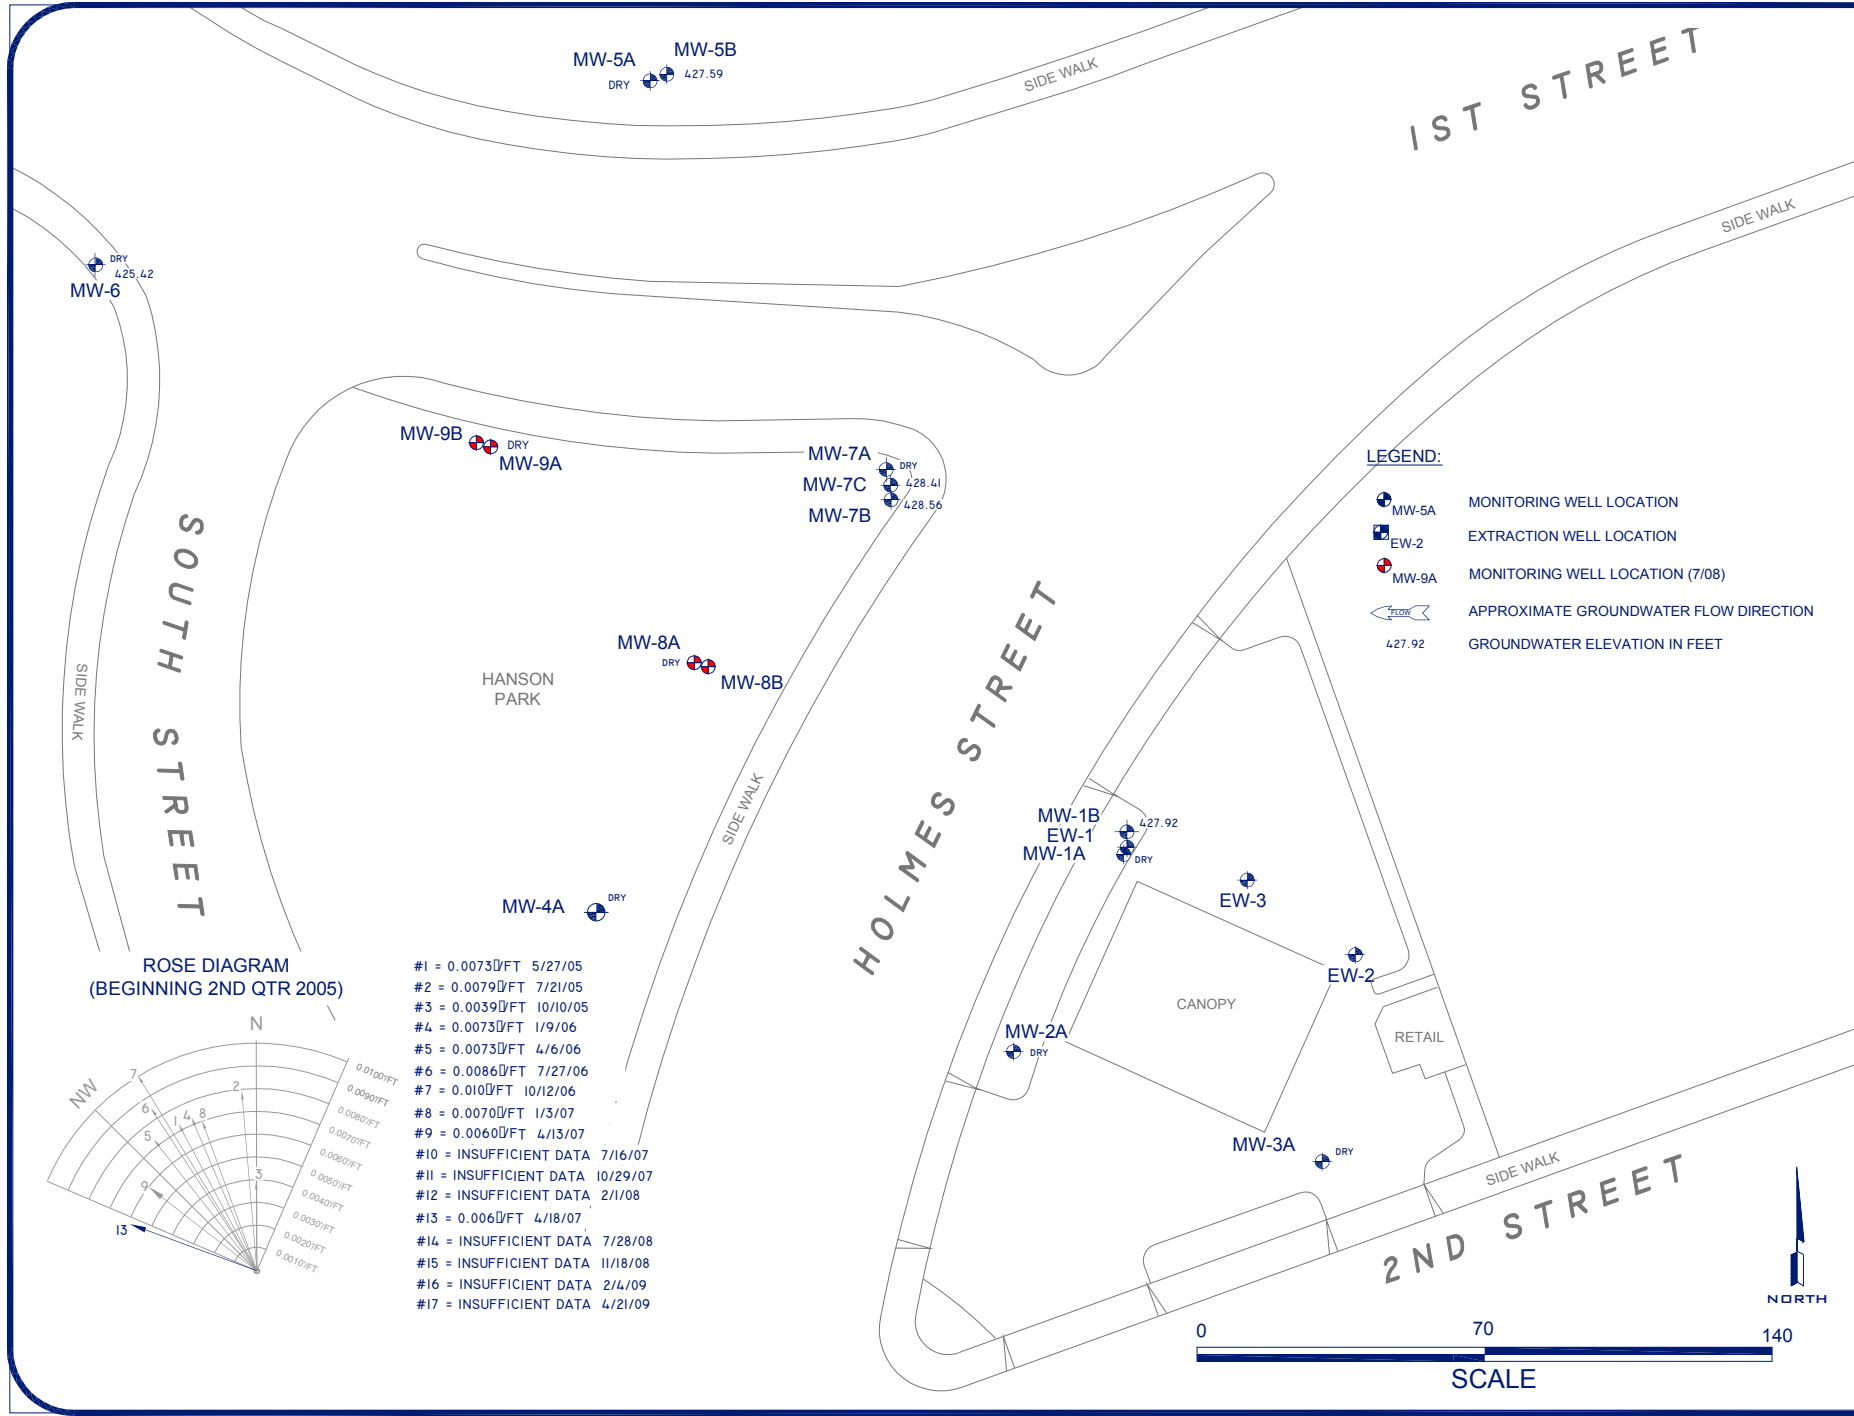 MW-5A
MW-5B
DRY
427.59
SIDE WALK
1ST STREET
SIDE WALK
DRY
425.42
MW-6
MW-9B
DRY
MW-9A
MW-7A
DRY
MW-7C
428.41
428.56
MW-7B
LEGEND:
MW-5A MONITORING WELL LOCATION
EW-2 EXTRACTION WELL LOCATION
MW-9A MONITORING WELL LOCATION (7/08)
FLOW APPROXIMATE GROUNDWATER FLOW DIRECTION
427.92 GROUNDWATER ELEVATION IN FEET
SOUTH STREET
SIDE WALK
MW-8A
DRY
MW-8B
HANSON
PARK
HOLMES STREET
SIDE WALK
MW-1B
427.92
EW-1
MW-1A
DRY
EW-3
MW-4A
DRY
EW-2
CANOPY
RETAIL
MW-2A
DRY
MW-3A
DRY
SIDE WALK
2ND STREET
ROSE DIAGRAM
(BEGINNING 2ND QTR 2005)
N
NW
7
6
5
1
4
8
2
3
9
13
0.0100'/FT
0.0090'/FT
0.0080'/FT
0.0070'/FT
0.0060'/FT
0.0050'/FT
0.0040'/FT
0.0030'/FT
0.0020'/FT
0.0010'/FT
#1 = 0.0073▯/FT 5/27/05
#2 = 0.0079▯/FT 7/21/05
#3 = 0.0039▯/FT 10/10/05
#4 = 0.0073▯/FT 1/9/06
#5 = 0.0073▯/FT 4/6/06
#6 = 0.0086▯/FT 7/27/06
#7 = 0.010▯/FT 10/12/06
#8 = 0.0070▯/FT 1/3/07
#9 = 0.0060▯/FT 4/13/07
#10 = INSUFFICIENT DATA 7/16/07
#11 = INSUFFICIENT DATA 10/29/07
#12 = INSUFFICIENT DATA 2/1/08
#13 = 0.006▯/FT 4/18/07
#14 = INSUFFICIENT DATA 7/28/08
#15 = INSUFFICIENT DATA 11/18/08
#16 = INSUFFICIENT DATA 2/4/09
#17 = INSUFFICIENT DATA 4/21/09
NORTH
0 70 140
SCALE